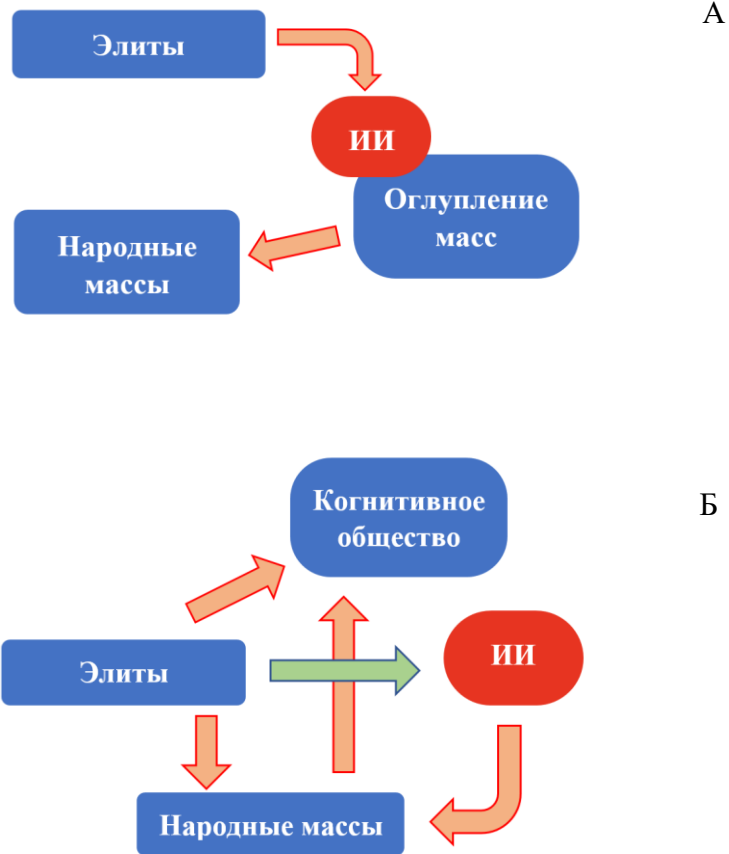 А
Элиты
ИИ
Оглупление
масс
Народные
массы
Б
Когнитивное
общество
Элиты
ИИ
Народные массы